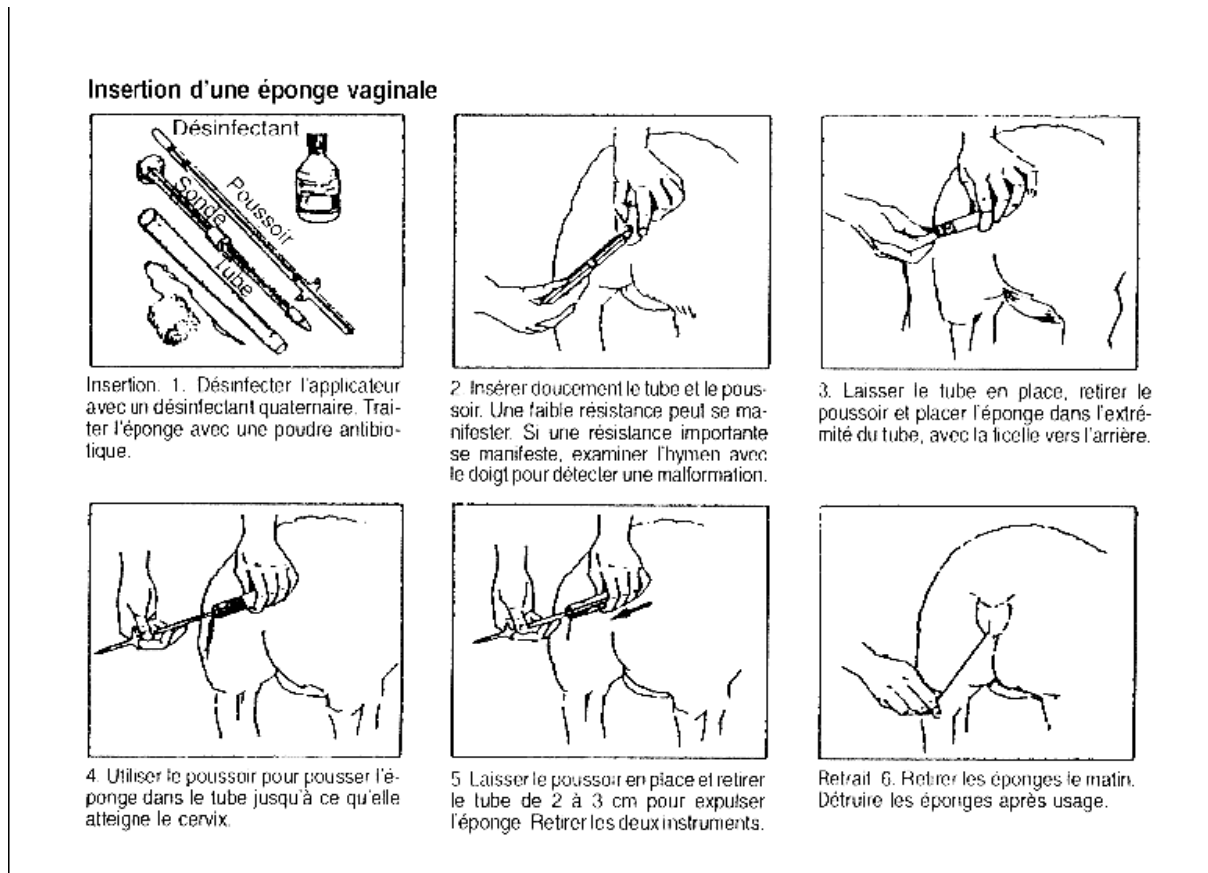 Insertion d'une éponge vaginale
Désinfectant
Poussoir
Sonde
Tube
Insertion. 1. Désinfecter l'applicateur
avec un désinfectant quaternaire. Trai-
ter l'éponge avec une poudre antibio-
tique.
2 Insérer doucement le tube et le pous-
soir. Une faible résistance peut se ma-
nifester. Si une résistance importante
se manifeste, examiner l'hymen avec
le doigt pour détecter une malformation.
3. Laisser le tube en place, retirer le
poussoir et placer l'éponge dans l'extré-
mité du tube, avec la ficelle vers l'arrière.
4. Utiliser le poussoir pour pousser l'é-
ponge dans le tube jusqu'à ce qu'elle
atteigne le cervix.
5 Laisser le poussoir en place et retirer
le tube de 2 à 3 cm pour expulser
l'éponge. Retirer les deux instruments.
Retrait. 6. Retirer les éponges le matin.
Détruire les éponges après usage.